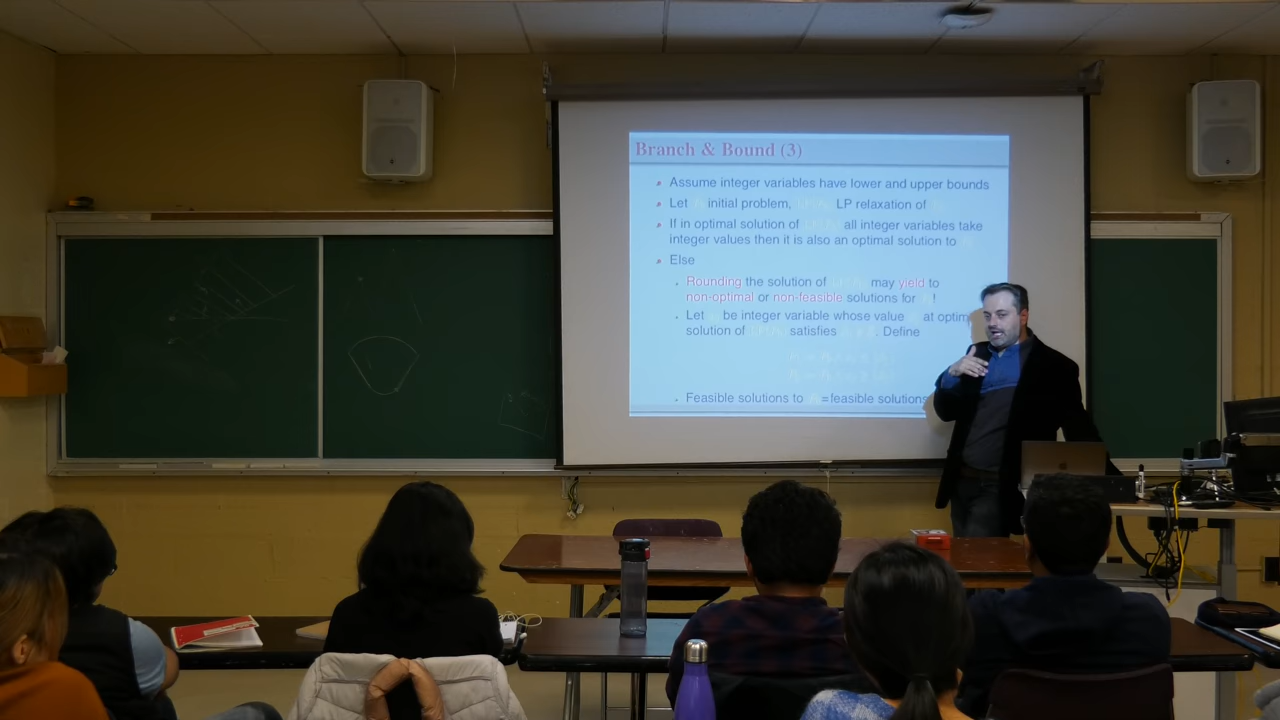 Branch & Bound (3)
Assume integer variables have lower and upper bounds
Let initial problem, LP relaxation of
If in optimal solution of all integer variables take
integer values then it is also an optimal solution to
Else
Rounding the solution of may yield to
non-optimal or non-feasible solutions for !
Let be integer variable whose value at optim
solution of satisfies . Define
Feasible solutions to = feasible solutions